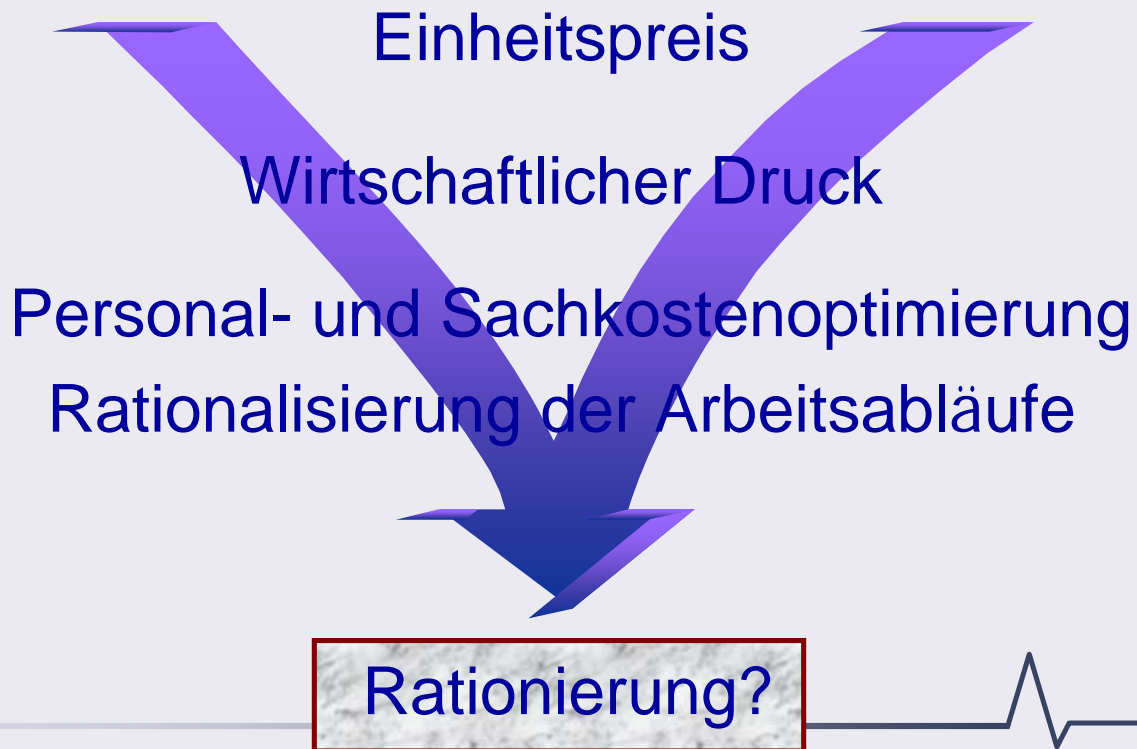 Einheitspreis
Wirtschaftlicher Druck
Personal- und Sachkostenoptimierung
Rationalisierung der Arbeitsabläufe
Rationierung?